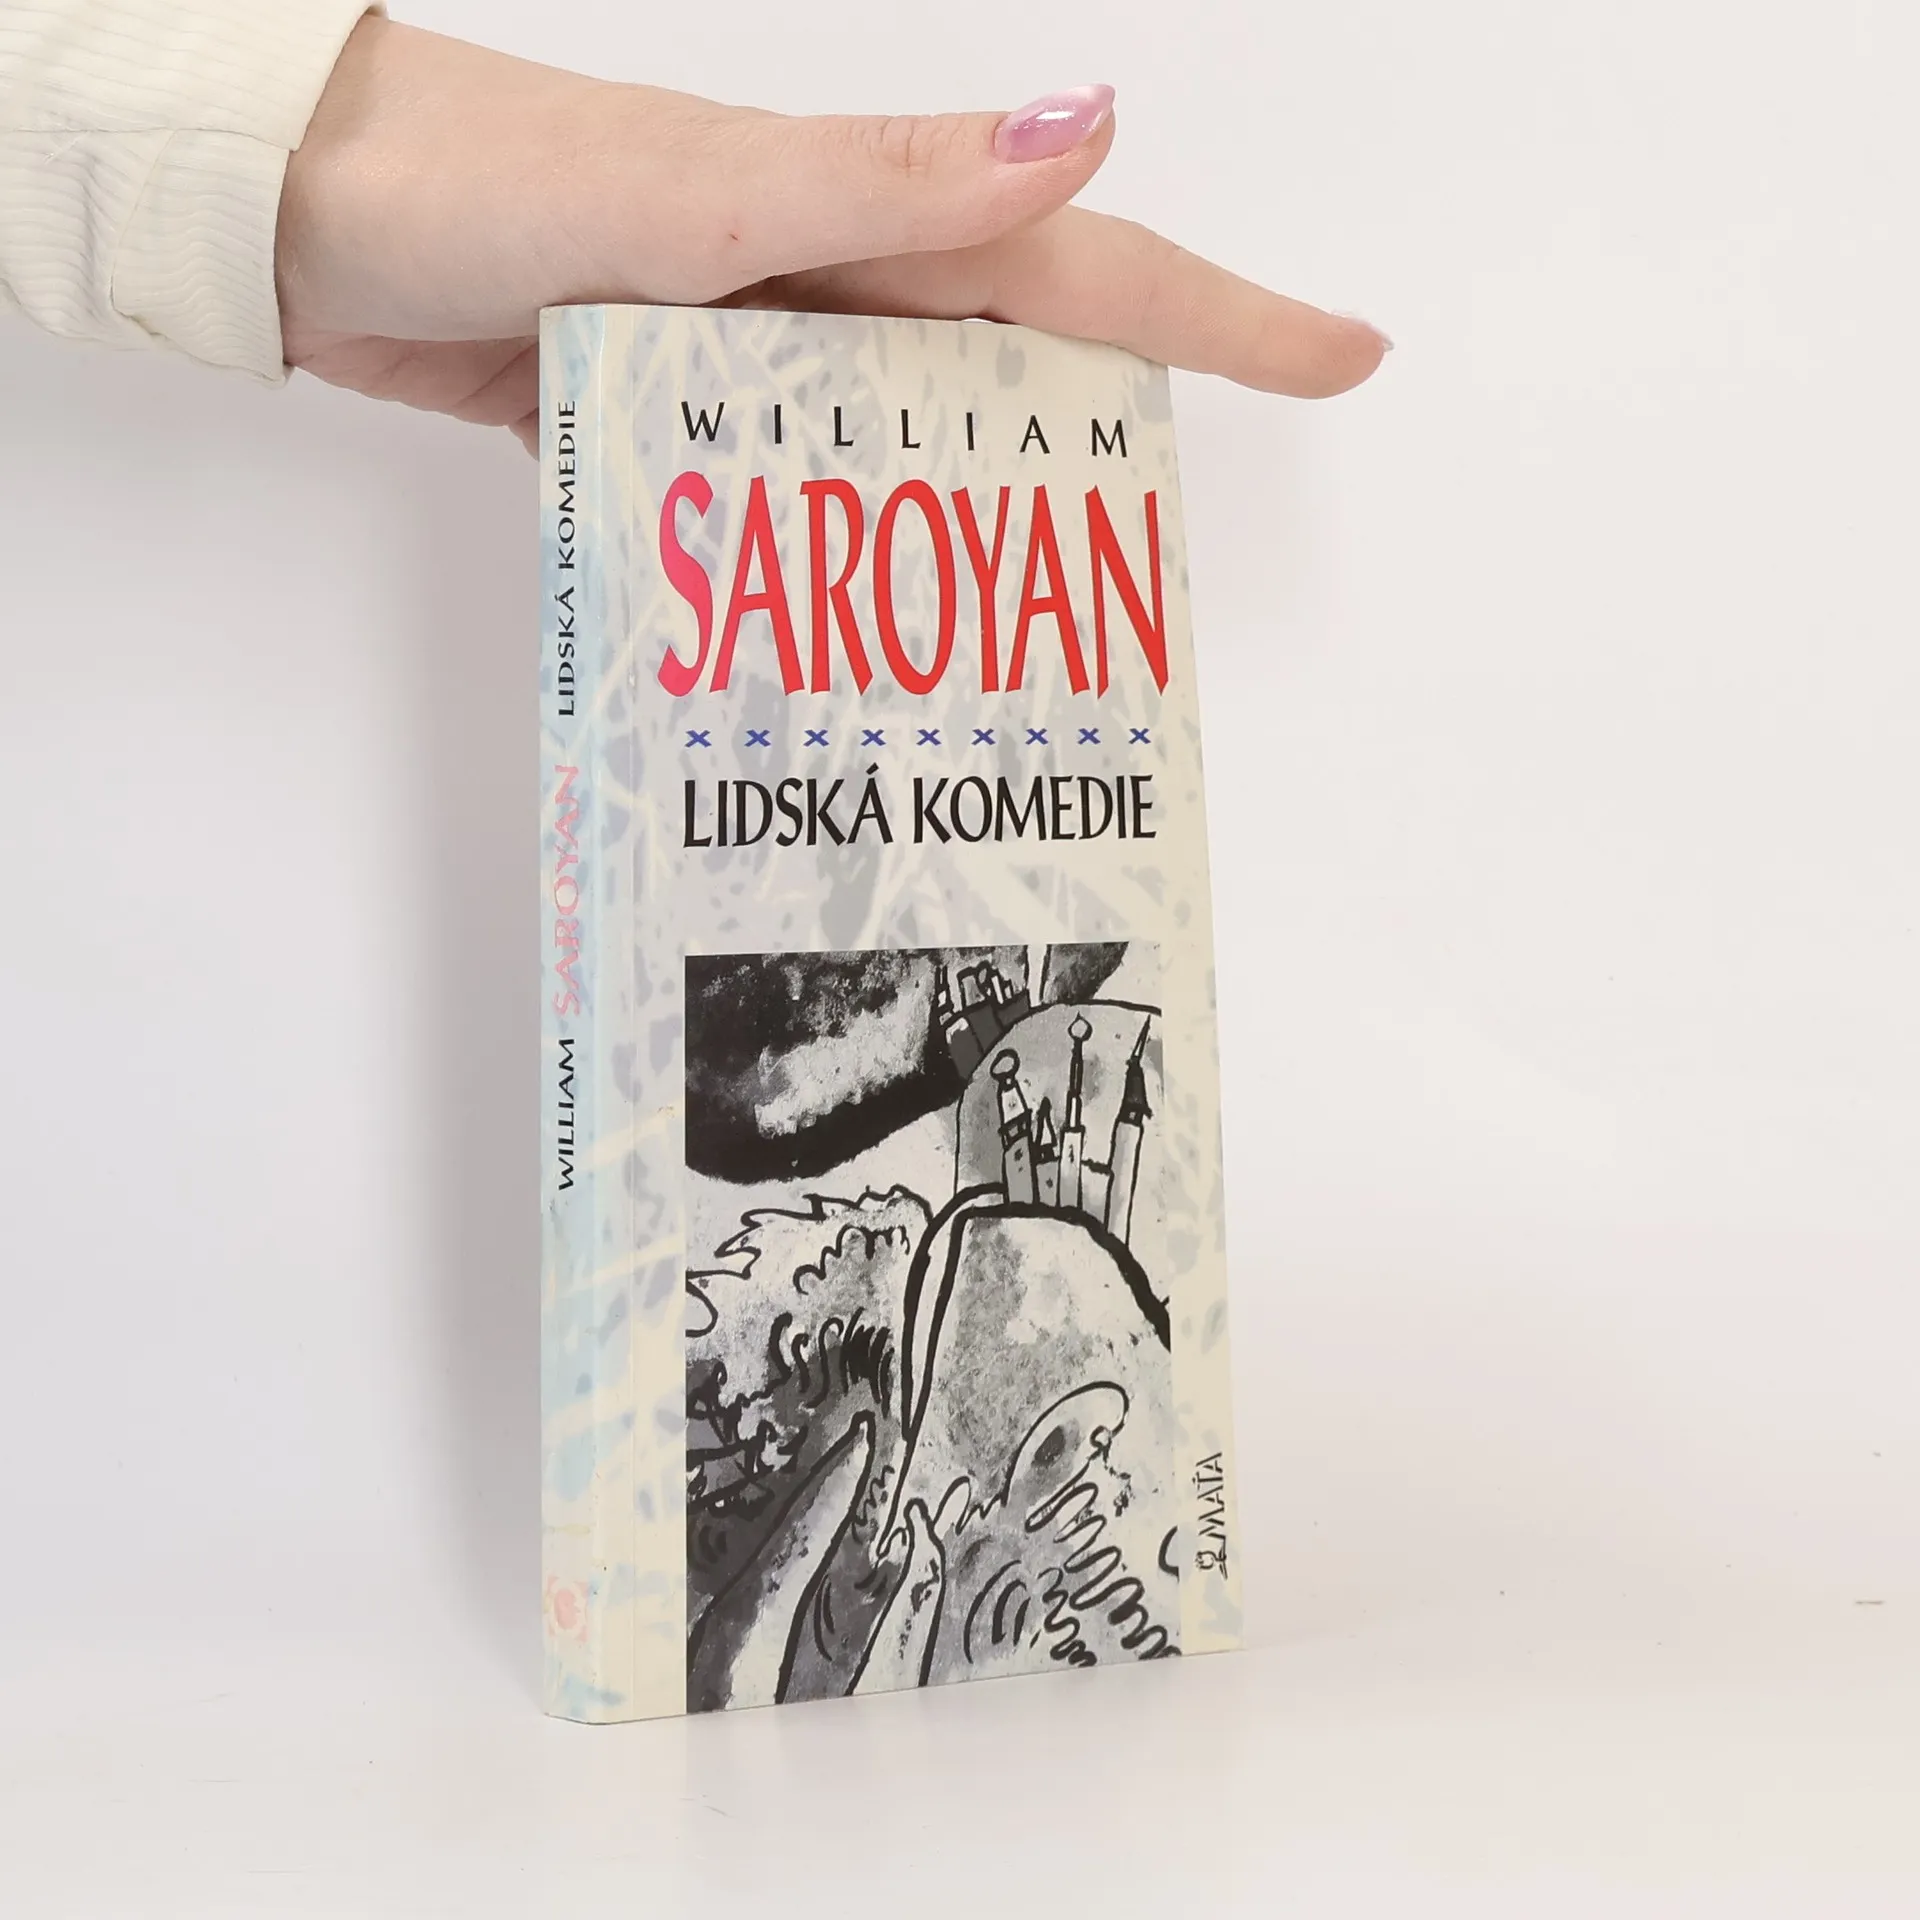 WILLIAM
SAROYAN
x x x x x x x x x
LIDSKÁ KOMEDIE
MAŤA
WILLIAM SAROYAN LIDSKÁ KOMEDIE